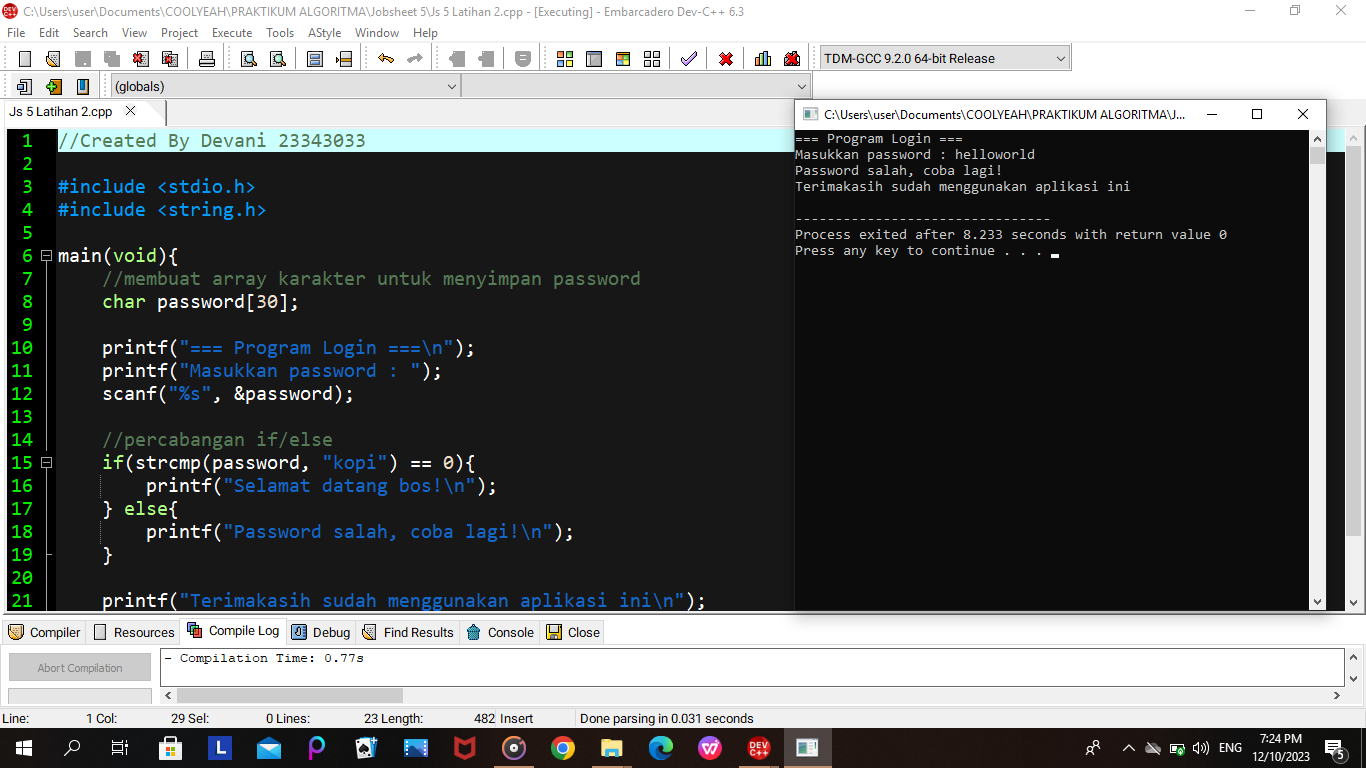 C:\Users\user\Documents\COOLYEAH\PRAKTIKUM ALGORITMA\Jobsheet 5\Js 5 Latihan 2.cpp - [Executing] - Embarcadero Dev-C++ 6.3
File Edit Search View Project Execute Tools AStyle Window Help
TDM-GCC 9.2.0 64-bit Release
(globals)
Js 5 Latihan 2.cpp
1 //Created By Devani 23343033
2
3 #include <stdio.h>
4 #include <string.h>
5
6 main(void){
7 //membuat array karakter untuk menyimpan password
8 char password[30];
9
10 printf("=== Program Login ===\n");
11 printf("Masukkan password : ");
12 scanf("%s", &password);
13
14 //percabangan if/else
15 if(strcmp(password, "kopi") == 0){
16 printf("Selamat datang bos!\n");
17 } else{
18 printf("Password salah, coba lagi!\n");
19 }
20
21 printf("Terimakasih sudah menggunakan aplikasi ini\n");
C:\Users\user\Documents\COOLYEAH\PRAKTIKUM ALGORITMA\J...
=== Program Login ===
Masukkan password : helloworld
Password salah, coba lagi!
Terimakasih sudah menggunakan aplikasi ini
--------------------------------
Process exited after 8.233 seconds with return value 0
Press any key to continue . . .
Compiler Resources Compile Log Debug Find Results Console Close
Abort Compilation
- Compilation Time: 0.77s
Line: 1 Col: 29 Sel: 0 Lines: 23 Length: 482 Insert Done parsing in 0.031 seconds
L
DEV C++
ENG
7:24 PM
12/10/2023
5